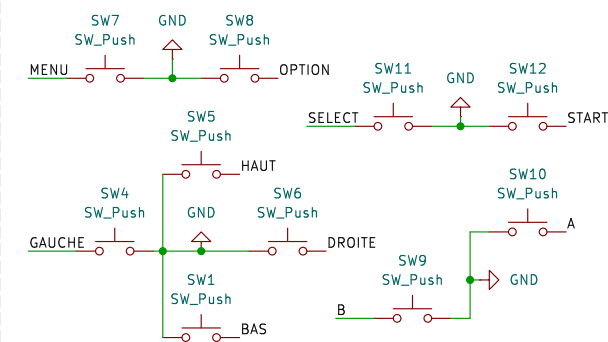 SW7
SW_Push
GND
SW8
SW_Push
MENU
OPTION
SW11
SW_Push
GND
SW12
SW_Push
SELECT
START
SW5
SW_Push
HAUT
SW4
SW_Push
GND
SW6
SW_Push
GAUCHE
DROITE
SW1
SW_Push
BAS
SW10
SW_Push
A
SW9
SW_Push
GND
B